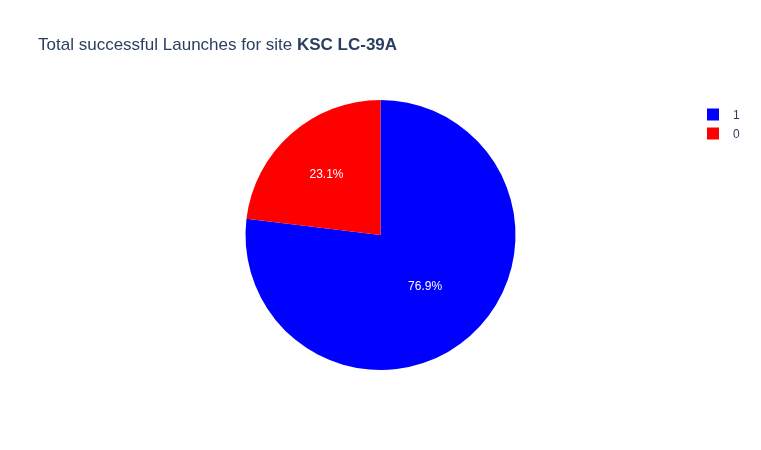 Total successful Launches for site KSC LC-39A
1
0
23.1%
76.9%